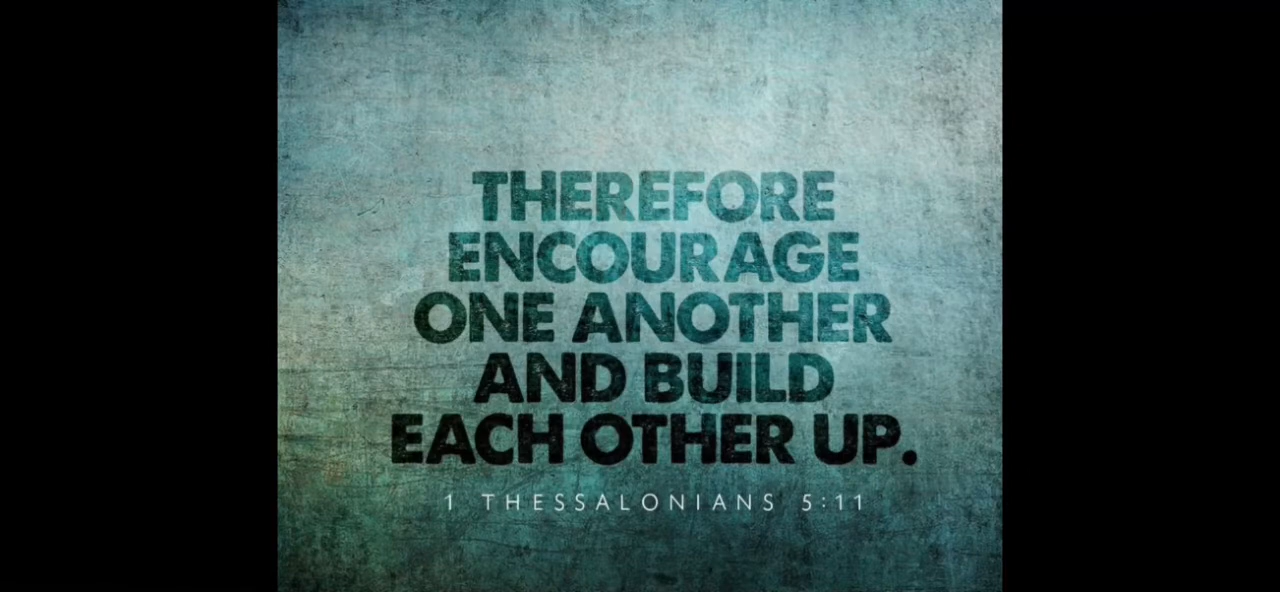 THEREFORE
ENCOURAGE
ONE ANOTHER
AND BUILD
EACH OTHER UP.
1 THESSALONIANS 5:11